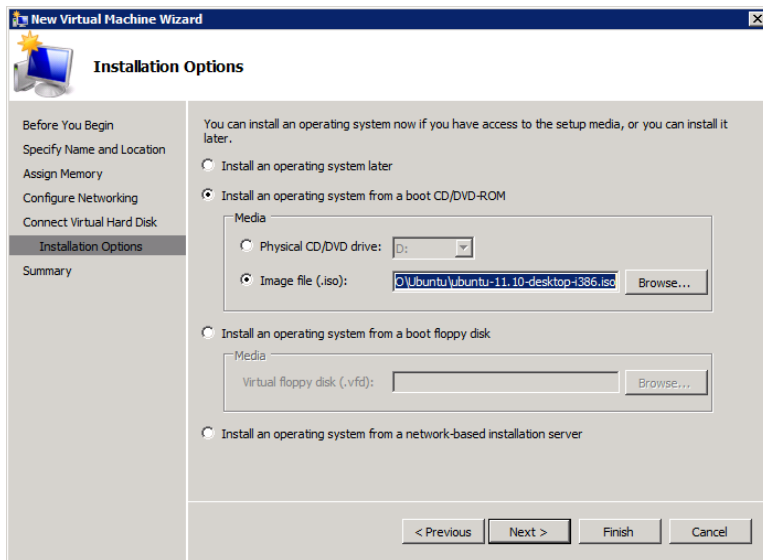 New Virtual Machine Wizard
Installation Options
Before You Begin
Specify Name and Location
Assign Memory
Configure Networking
Connect Virtual Hard Disk
Installation Options
Summary
You can install an operating system now if you have access to the setup media, or you can install it
later.
Install an operating system later
Install an operating system from a boot CD/DVD-ROM
Media
Physical CD/DVD drive: D:
Image file (.iso): O\Ubuntu\ubuntu-11.10-desktop-i386.iso Browse...
Install an operating system from a boot floppy disk
Media
Virtual floppy disk (.vfd): Browse...
Install an operating system from a network-based installation server
< Previous Next > Finish Cancel